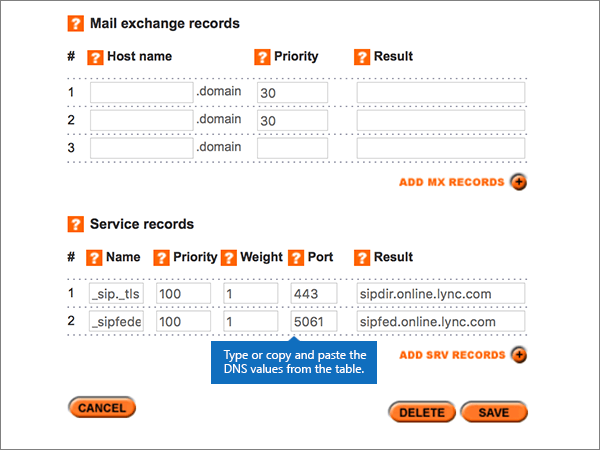 ? Mail exchange records
# ? Host name ? Priority ? Result
1 .domain 30
2 .domain 30
3 .domain
ADD MX RECORDS +
? Service records
# ? Name ? Priority ? Weight ? Port ? Result
1 _sip._tls 100 1 443 sipdir.online.lync.com
2 _sipfede 100 1 5061 sipfed.online.lync.com
Type or copy and paste the
DNS values from the table.
ADD SRV RECORDS +
CANCEL DELETE SAVE